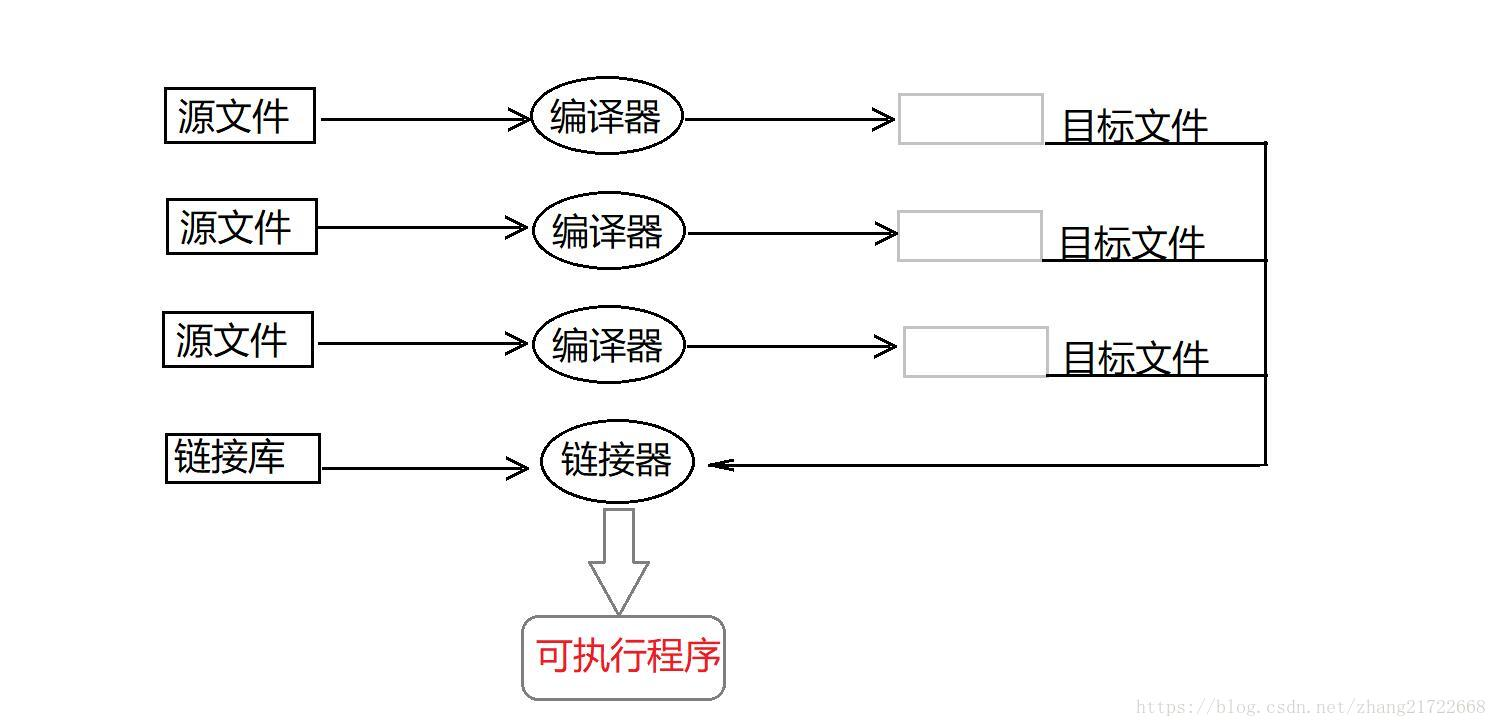 源文件
编译器
目标文件
源文件
编译器
目标文件
源文件
编译器
目标文件
链接库
链接器
可执行程序
https://blog.csdn.net/zhang21722668